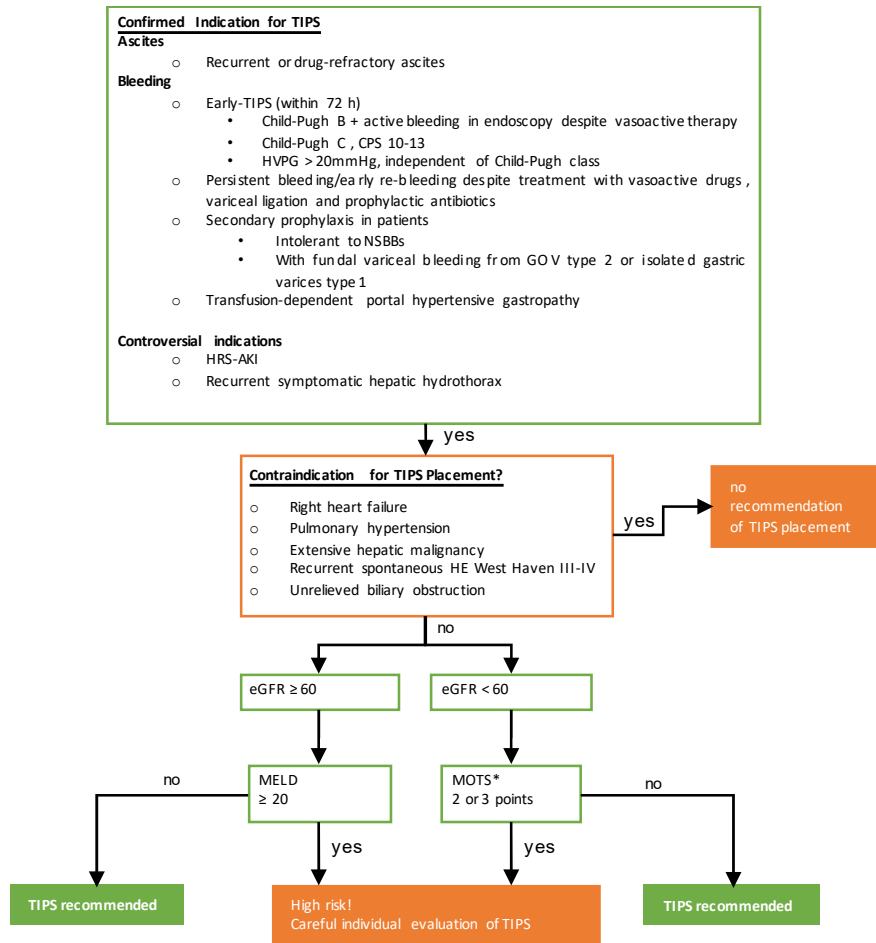 Confirmed Indication for TIPS
Ascites
o Recurrent or drug-refractory ascites
Bleeding
o Early-TIPS (within 72 h)
• Child-Pugh B + active bleeding in endoscopy despite vasoactive therapy
• Child-Pugh C , CPS 10-13
• HVPG > 20mmHg, independent of Child-Pugh class
o Persistent bleeding/early re-bleeding despite treatment with vasoactive drugs ,
variceal ligation and prophylactic antibiotics
o Secondary prophylaxis in patients
• Intolerant to NSBBs
• With fundal variceal bleeding from GOV type 2 or isolated gastric
varices type 1
o Transfusion-dependent portal hypertensive gastropathy
Controversial indications
o HRS-AKI
o Recurrent symptomatic hepatic hydrothorax
yes
Contraindication for TIPS Placement?
o Right heart failure
o Pulmonary hypertension
o Extensive hepatic malignancy
o Recurrent spontaneous HE West Haven III-IV
o Unrelieved biliary obstruction
yes
no
recommendation
of TIPS placement
no
eGFR ≥ 60
eGFR < 60
no
MELD
≥ 20
MOTS*
2 or 3 points
no
yes
yes
TIPS recommended
High risk!
Careful individual evaluation of TIPS
TIPS recommended